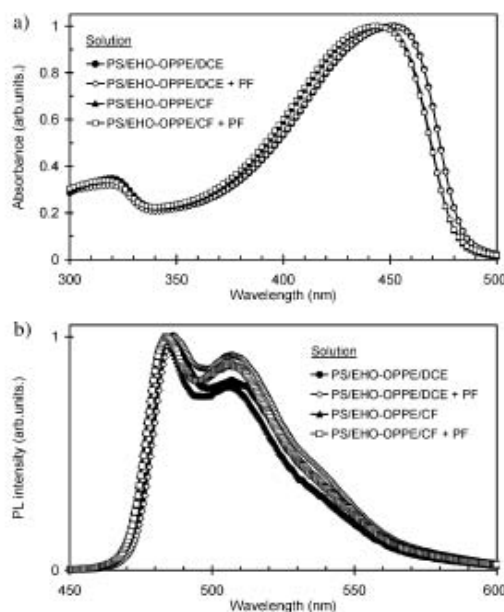 a)
1
0.8
0.6
0.4
0.2
0
Absorbance (arb.units.)
Solution
PS/EHO-OPPE/DCE
PS/EHO-OPPE/DCE + PF
PS/EHO-OPPE/CF
PS/EHO-OPPE/CF + PF
300 350 400 450 500
Wavelength (nm)
b)
1
0
PL intensity (arb.units.)
Solution
PS/EHO-OPPE/DCE
PS/EHO-OPPE/DCE + PF
PS/EHO-OPPE/CF
PS/EHO-OPPE/CF + PF
450 500 550 600
Wavelength (nm)